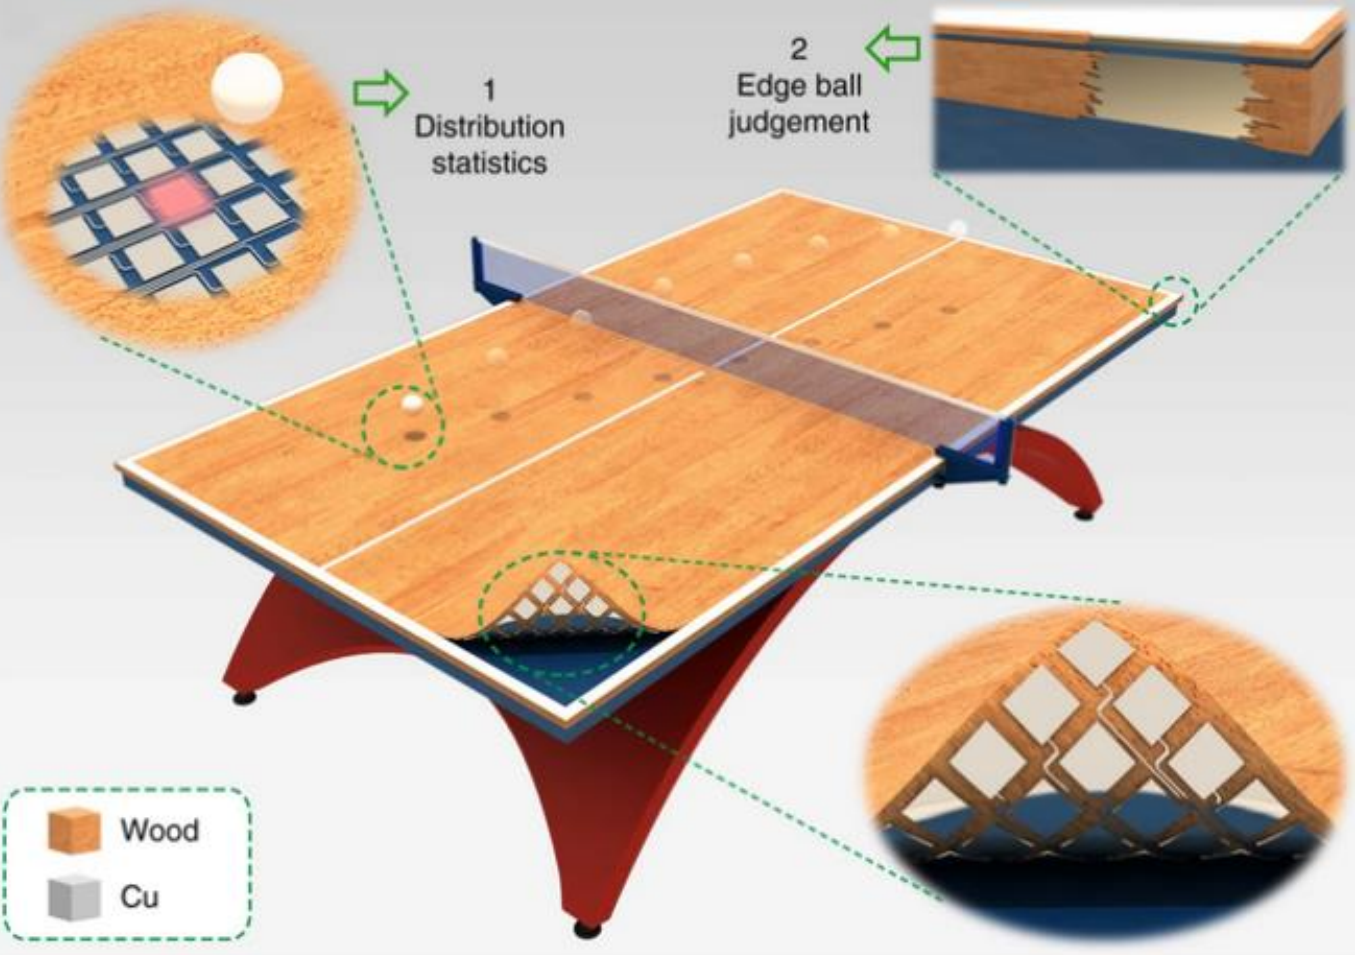 1
Distribution
statistics
2
Edge ball
judgement
Wood
Cu